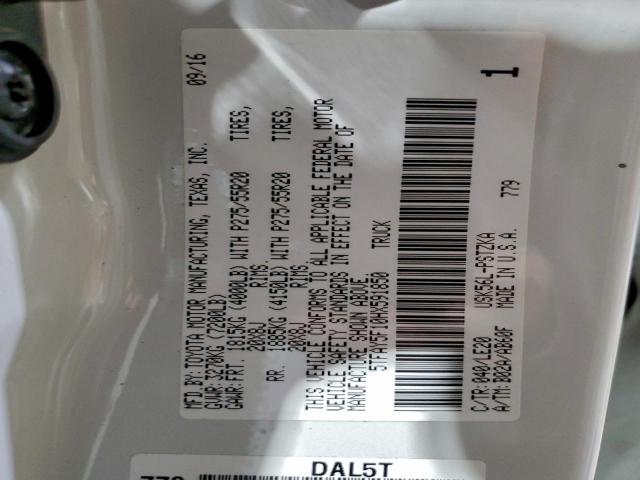 MFD.BY: TOYOTA MOTOR MANUFACTURING, TEXAS, INC. 09/16
GVWR: 3270KG (7200LB)
GAWR: FRT. 1815KG (4000LB) WITH P275/55R20 TIRES,
20X8J RIMS.
RR. 1885KG (4150LB) WITH P275/55R20 TIRES,
20X8J RIMS.
THIS VEHICLE CONFORMS TO ALL APPLICABLE FEDERAL MOTOR
VEHICLE SAFETY STANDARDS IN EFFECT ON THE DATE OF
MANUFACTURE SHOWN ABOVE.
5TFAY5F10HX591850 TRUCK
C/TR: 040/LE20 USK56L-PSTZKA 779
A/TM: B02A/AB60F MADE IN U.S.A.
1
DAL5T
779